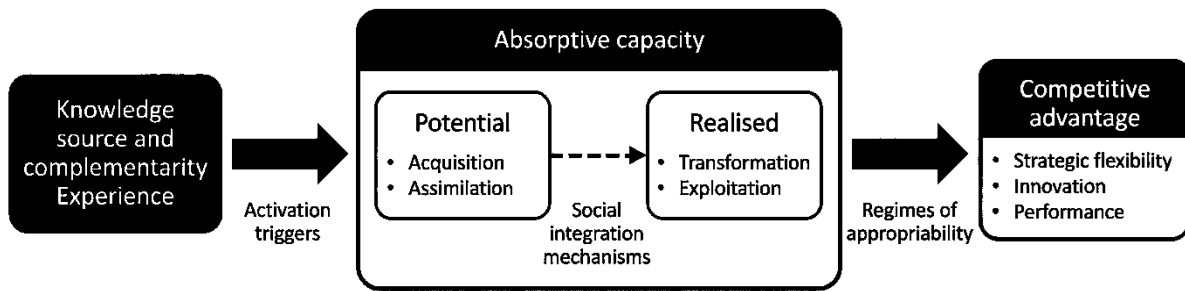 Absorptive capacity
Knowledge
source and
complementarity
Experience
Activation
triggers
Potential
• Acquisition
• Assimilation
Social
integration
mechanisms
Realised
• Transformation
• Exploitation
Regimes of
appropriability
Competitive
advantage
• Strategic flexibility
• Innovation
• Performance